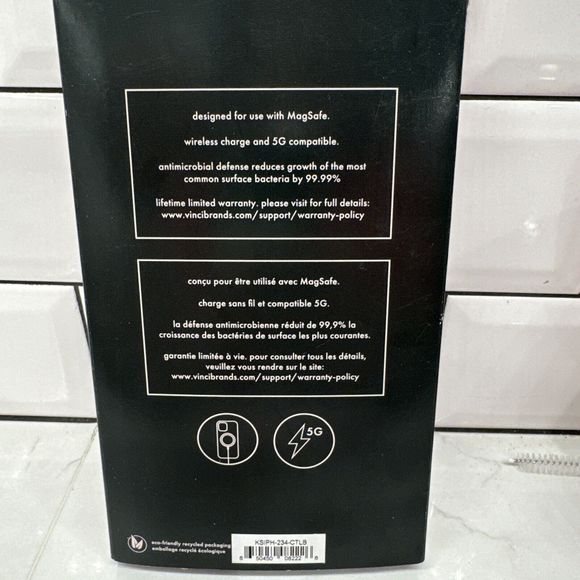 designed for use with MagSafe.
wireless charge and 5G compatible.
antimicrobial defense reduces growth of the most
common surface bacteria by 99.99%
lifetime limited warranty. please visit for full details:
www.vincibrands.com/support/warranty-policy
conçu pour être utilisé avec MagSafe.
charge sans fil et compatible 5G.
la défense antimicrobienne réduit de 99,9% la
croissance des bactéries de surface les plus courantes.
garantie limitée à vie. pour consulter tous les détails,
veuillez vous rendre sur le site:
www.vincibrands.com/support/warranty-policy
5G
eco-friendly recycled packaging
emballage recyclé écologique
KSIPH-234-CTLB
8 50450 08222 8